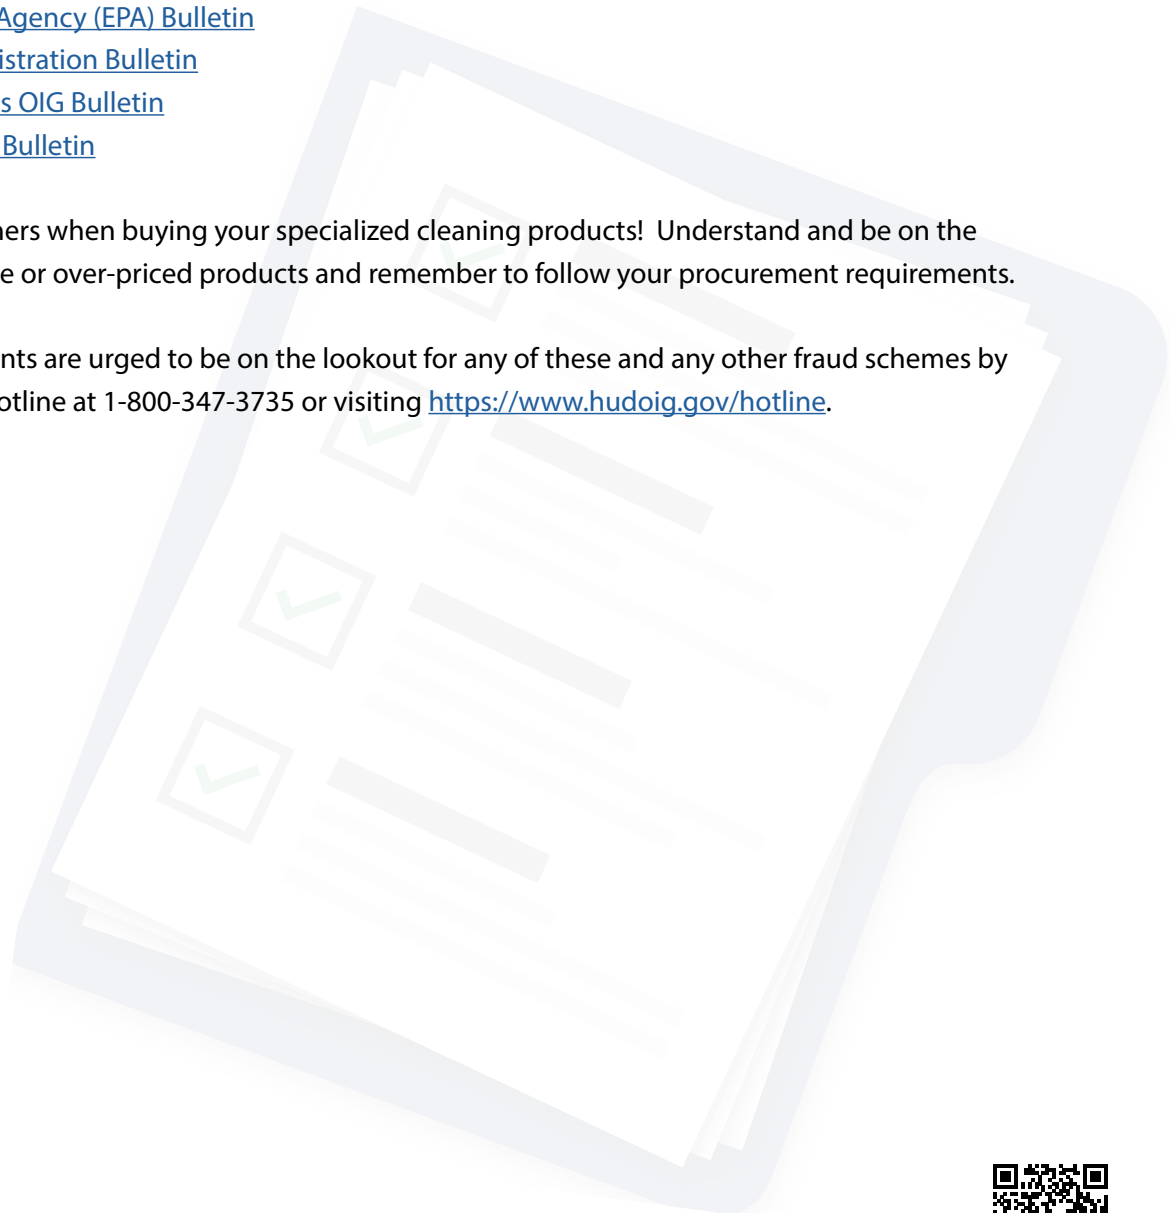 Agency (EPA) Bulletin
istration Bulletin
s OIG Bulletin
Bulletin
ners when buying your specialized cleaning products! Understand and be on the
e or over-priced products and remember to follow your procurement requirements.
nts are urged to be on the lookout for any of these and any other fraud schemes by
otline at 1-800-347-3735 or visiting https://www.hudoig.gov/hotline.